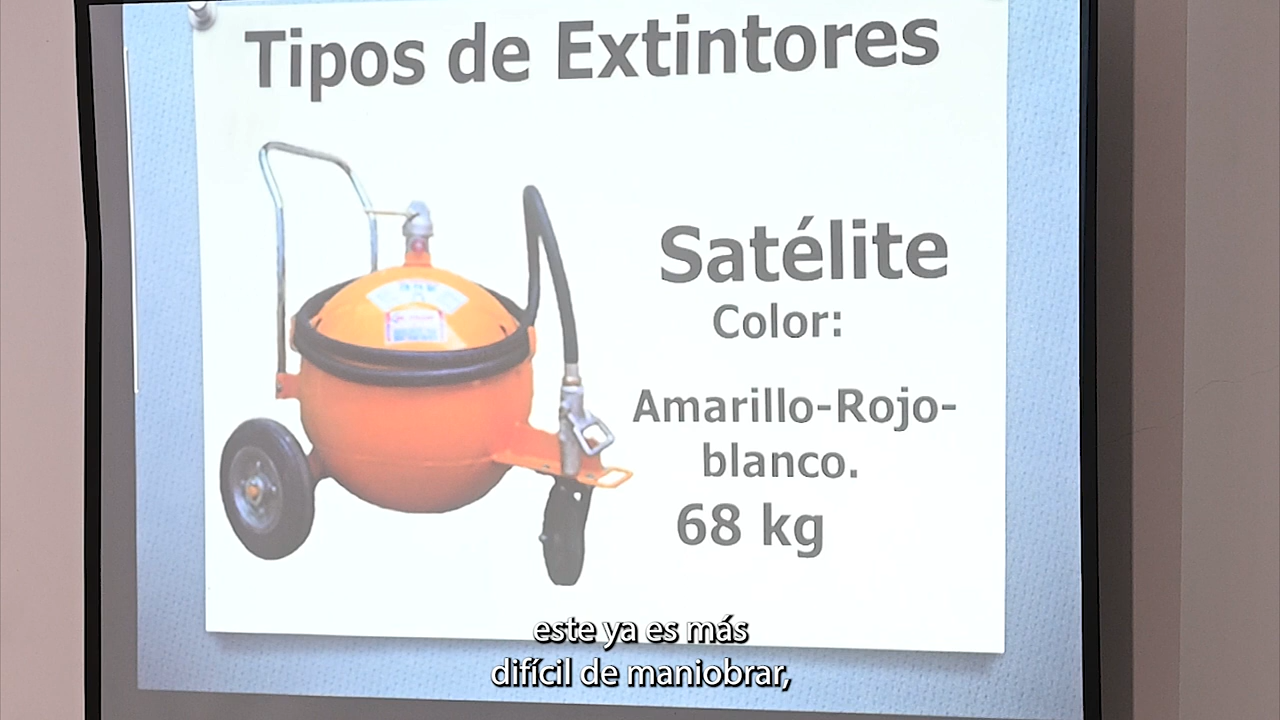 Tipos de Extintores
Satélite
Color:
Amarillo-Rojo-
blanco.
68 kg
este ya es más
difícil de maniobrar,